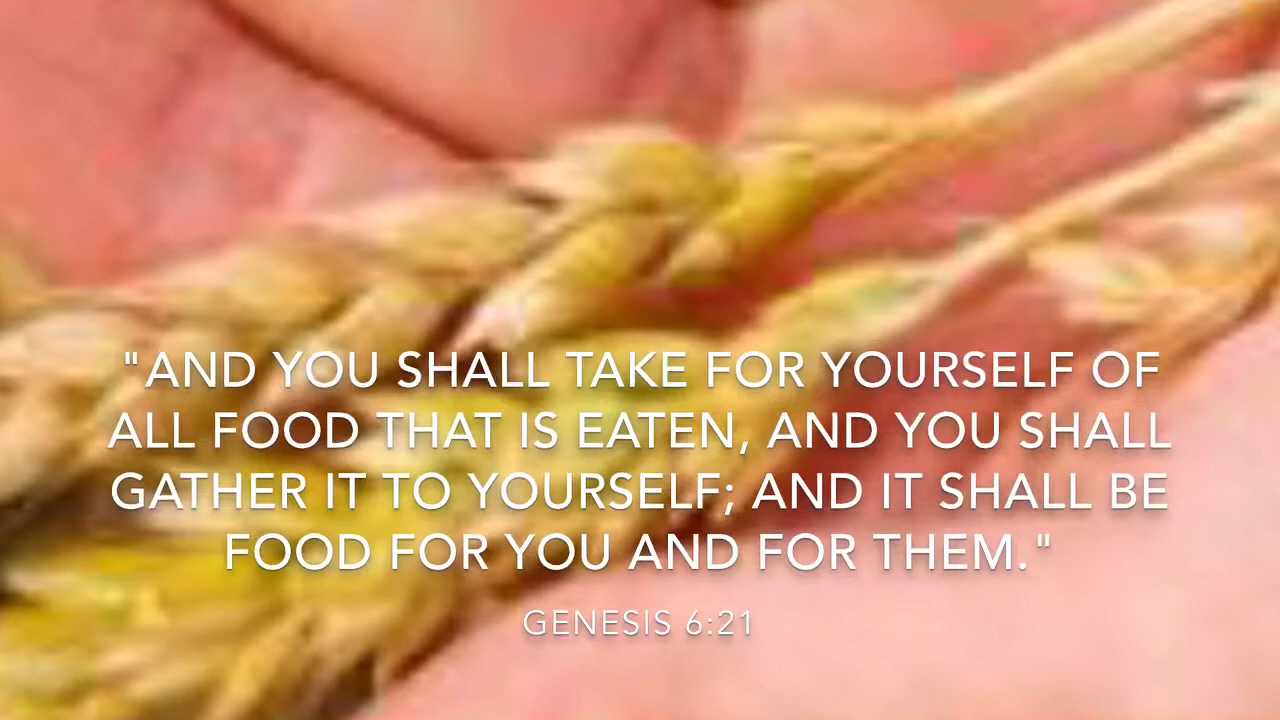 "AND YOU SHALL TAKE FOR YOURSELF OF
ALL FOOD THAT IS EATEN, AND YOU SHALL
GATHER IT TO YOURSELF; AND IT SHALL BE
FOOD FOR YOU AND FOR THEM."
GENESIS 6:21